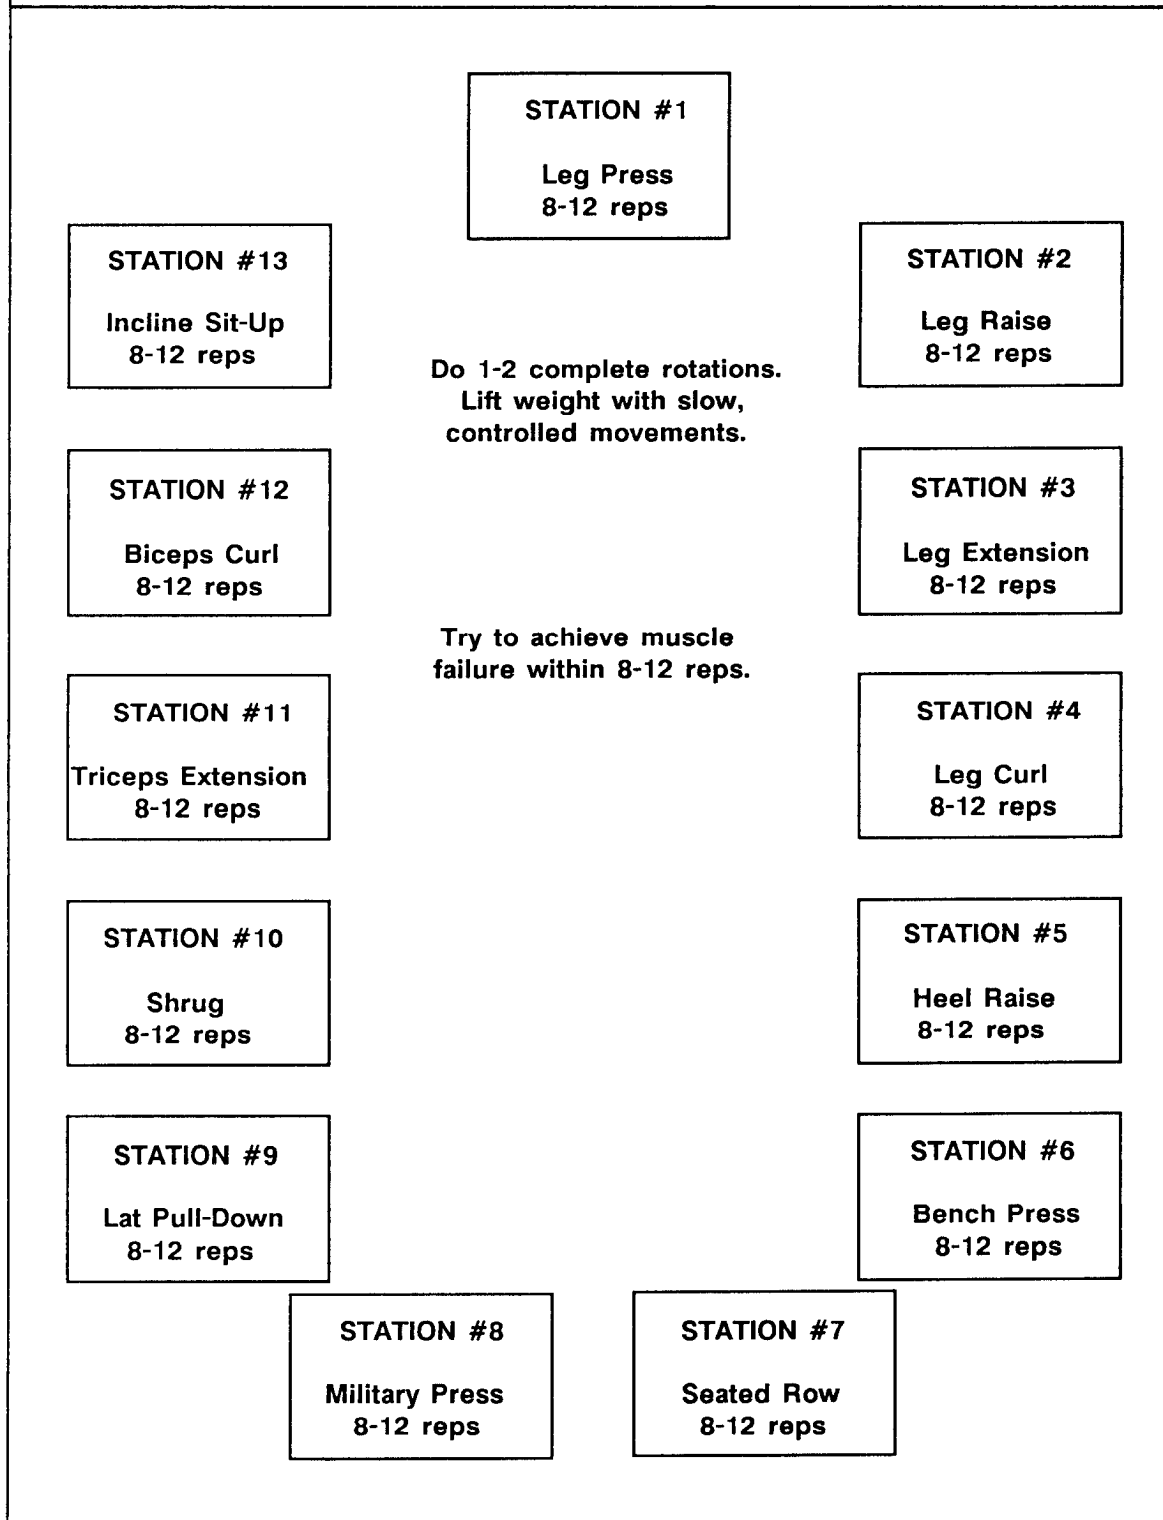 STATION #1
Leg Press
8-12 reps
STATION #2
Leg Raise
8-12 reps
STATION #3
Leg Extension
8-12 reps
STATION #4
Leg Curl
8-12 reps
STATION #5
Heel Raise
8-12 reps
STATION #6
Bench Press
8-12 reps
STATION #7
Seated Row
8-12 reps
STATION #8
Military Press
8-12 reps
STATION #9
Lat Pull-Down
8-12 reps
STATION #10
Shrug
8-12 reps
STATION #11
Triceps Extension
8-12 reps
STATION #12
Biceps Curl
8-12 reps
STATION #13
Incline Sit-Up
8-12 reps
Do 1-2 complete rotations.
Lift weight with slow,
controlled movements.
Try to achieve muscle
failure within 8-12 reps.